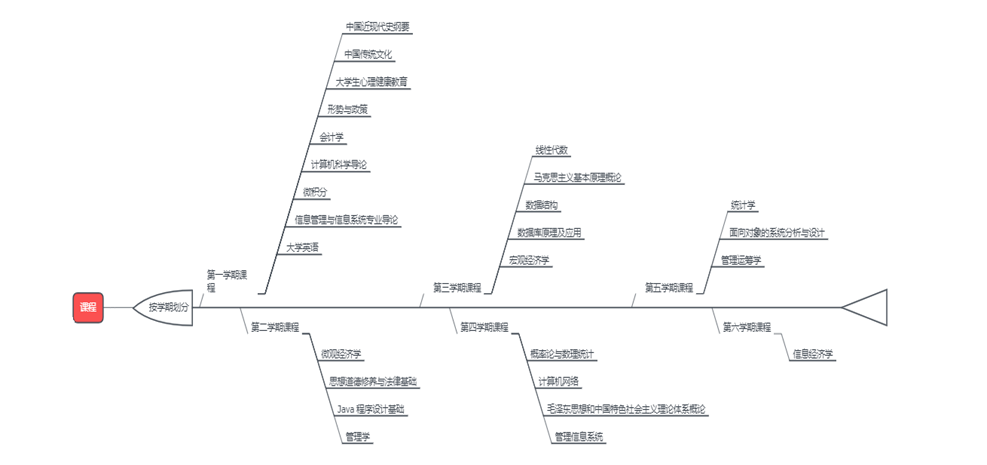 课程
按学期划分
第一学期课
程
中国近现代史纲要
中国传统文化
大学生心理健康教育
形势与政策
会计学
计算机科学导论
微积分
信息管理与信息系统专业导论
大学英语
第二学期课程
微观经济学
思想道德修养与法律基础
Java 程序设计基础
管理学
第三学期课程
线性代数
马克思主义基本原理概论
数据结构
数据库原理及应用
宏观经济学
第四学期课程
概率论与数理统计
计算机网络
毛泽东思想和中国特色社会主义理论体系概论
管理信息系统
第五学期课程
统计学
面向对象的系统分析与设计
管理运筹学
第六学期课程
信息经济学